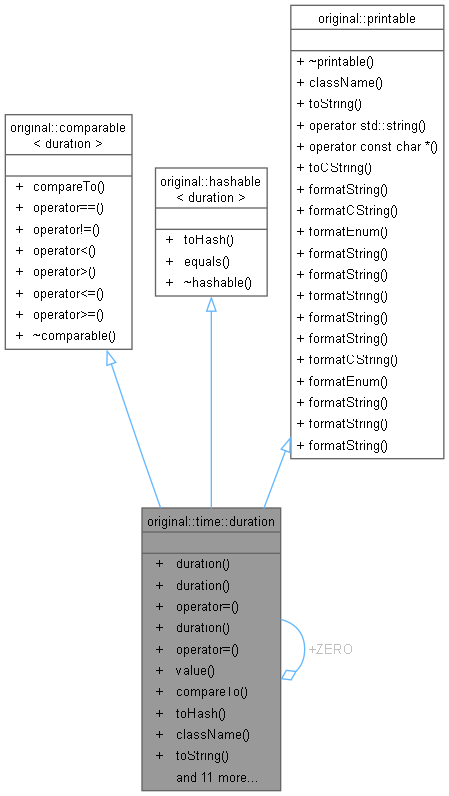 original::printable
+ ~printable()
+ className()
+ toString()
+ operator std::string()
+ operator const char *()
+ toCString()
+ formatString()
+ formatCString()
+ formatEnum()
+ formatString()
+ formatString()
+ formatString()
+ formatString()
+ formatString()
+ formatCString()
+ formatEnum()
+ formatString()
+ formatString()
+ formatString()
original::comparable
< duration >
+ compareTo()
+ operator==()
+ operator!=()
+ operator<()
+ operator>()
+ operator<=()
+ operator>=()
+ ~comparable()
original::hashable
< duration >
+ toHash()
+ equals()
+ ~hashable()
original::time::duration
+ duration()
+ duration()
+ operator=()
+ duration()
+ operator=()
+ value()
+ compareTo()
+ toHash()
+ className()
+ toString()
and 11 more...
+ZERO